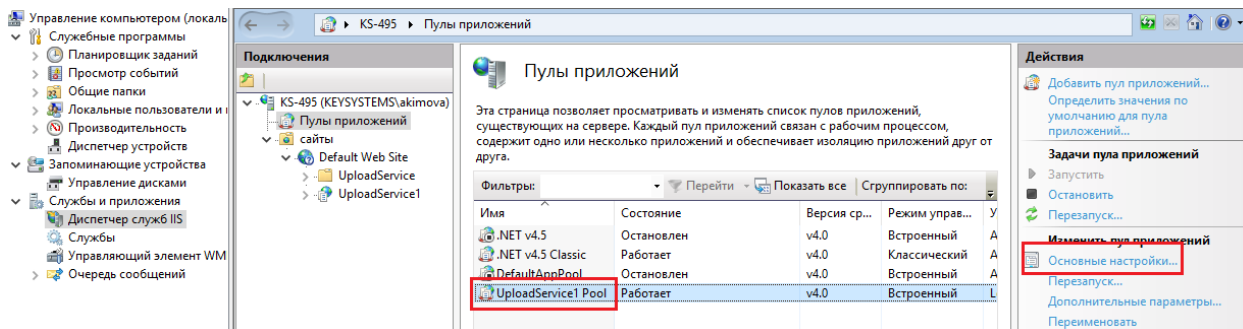 Управление компьютером (локаль
Служебные программы
Планировщик заданий
Просмотр событий
Общие папки
Локальные пользователи и
Производительность
Диспетчер устройств
Запоминающие устройства
Управление дисками
Службы и приложения
Диспетчер служб IIS
Службы
Управляющий элемент WM
Очередь сообщений
KS-495 Пулы приложений
Подключения
KS-495 (KEYSYSTEMS\akimova)
Пулы приложений
сайты
Default Web Site
UploadService
UploadService1
Пулы приложений
Эта страница позволяет просматривать и изменять список пулов приложений,
существующих на сервере. Каждый пул приложений связан с рабочим процессом,
содержит одно или несколько приложений и обеспечивает изоляцию приложений друг от
друга.
Фильтры: Перейти Показать все Сгруппировать по:
Имя Состояние Версия ср... Режим управ... У
.NET v4.5 Остановлен v4.0 Встроенный A
.NET v4.5 Classic Работает v4.0 Классический A
DefaultAppPool Остановлен v4.0 Встроенный A
UploadService1 Pool Работает v4.0 Встроенный L
Действия
Добавить пул приложений...
Определить значения по
умолчанию для пула
приложений...
Задачи пула приложений
Запустить
Остановить
Перезапуск...
Изменить пул приложений
Основные настройки...
Перезапуск...
Дополнительные параметры...
Переименовать